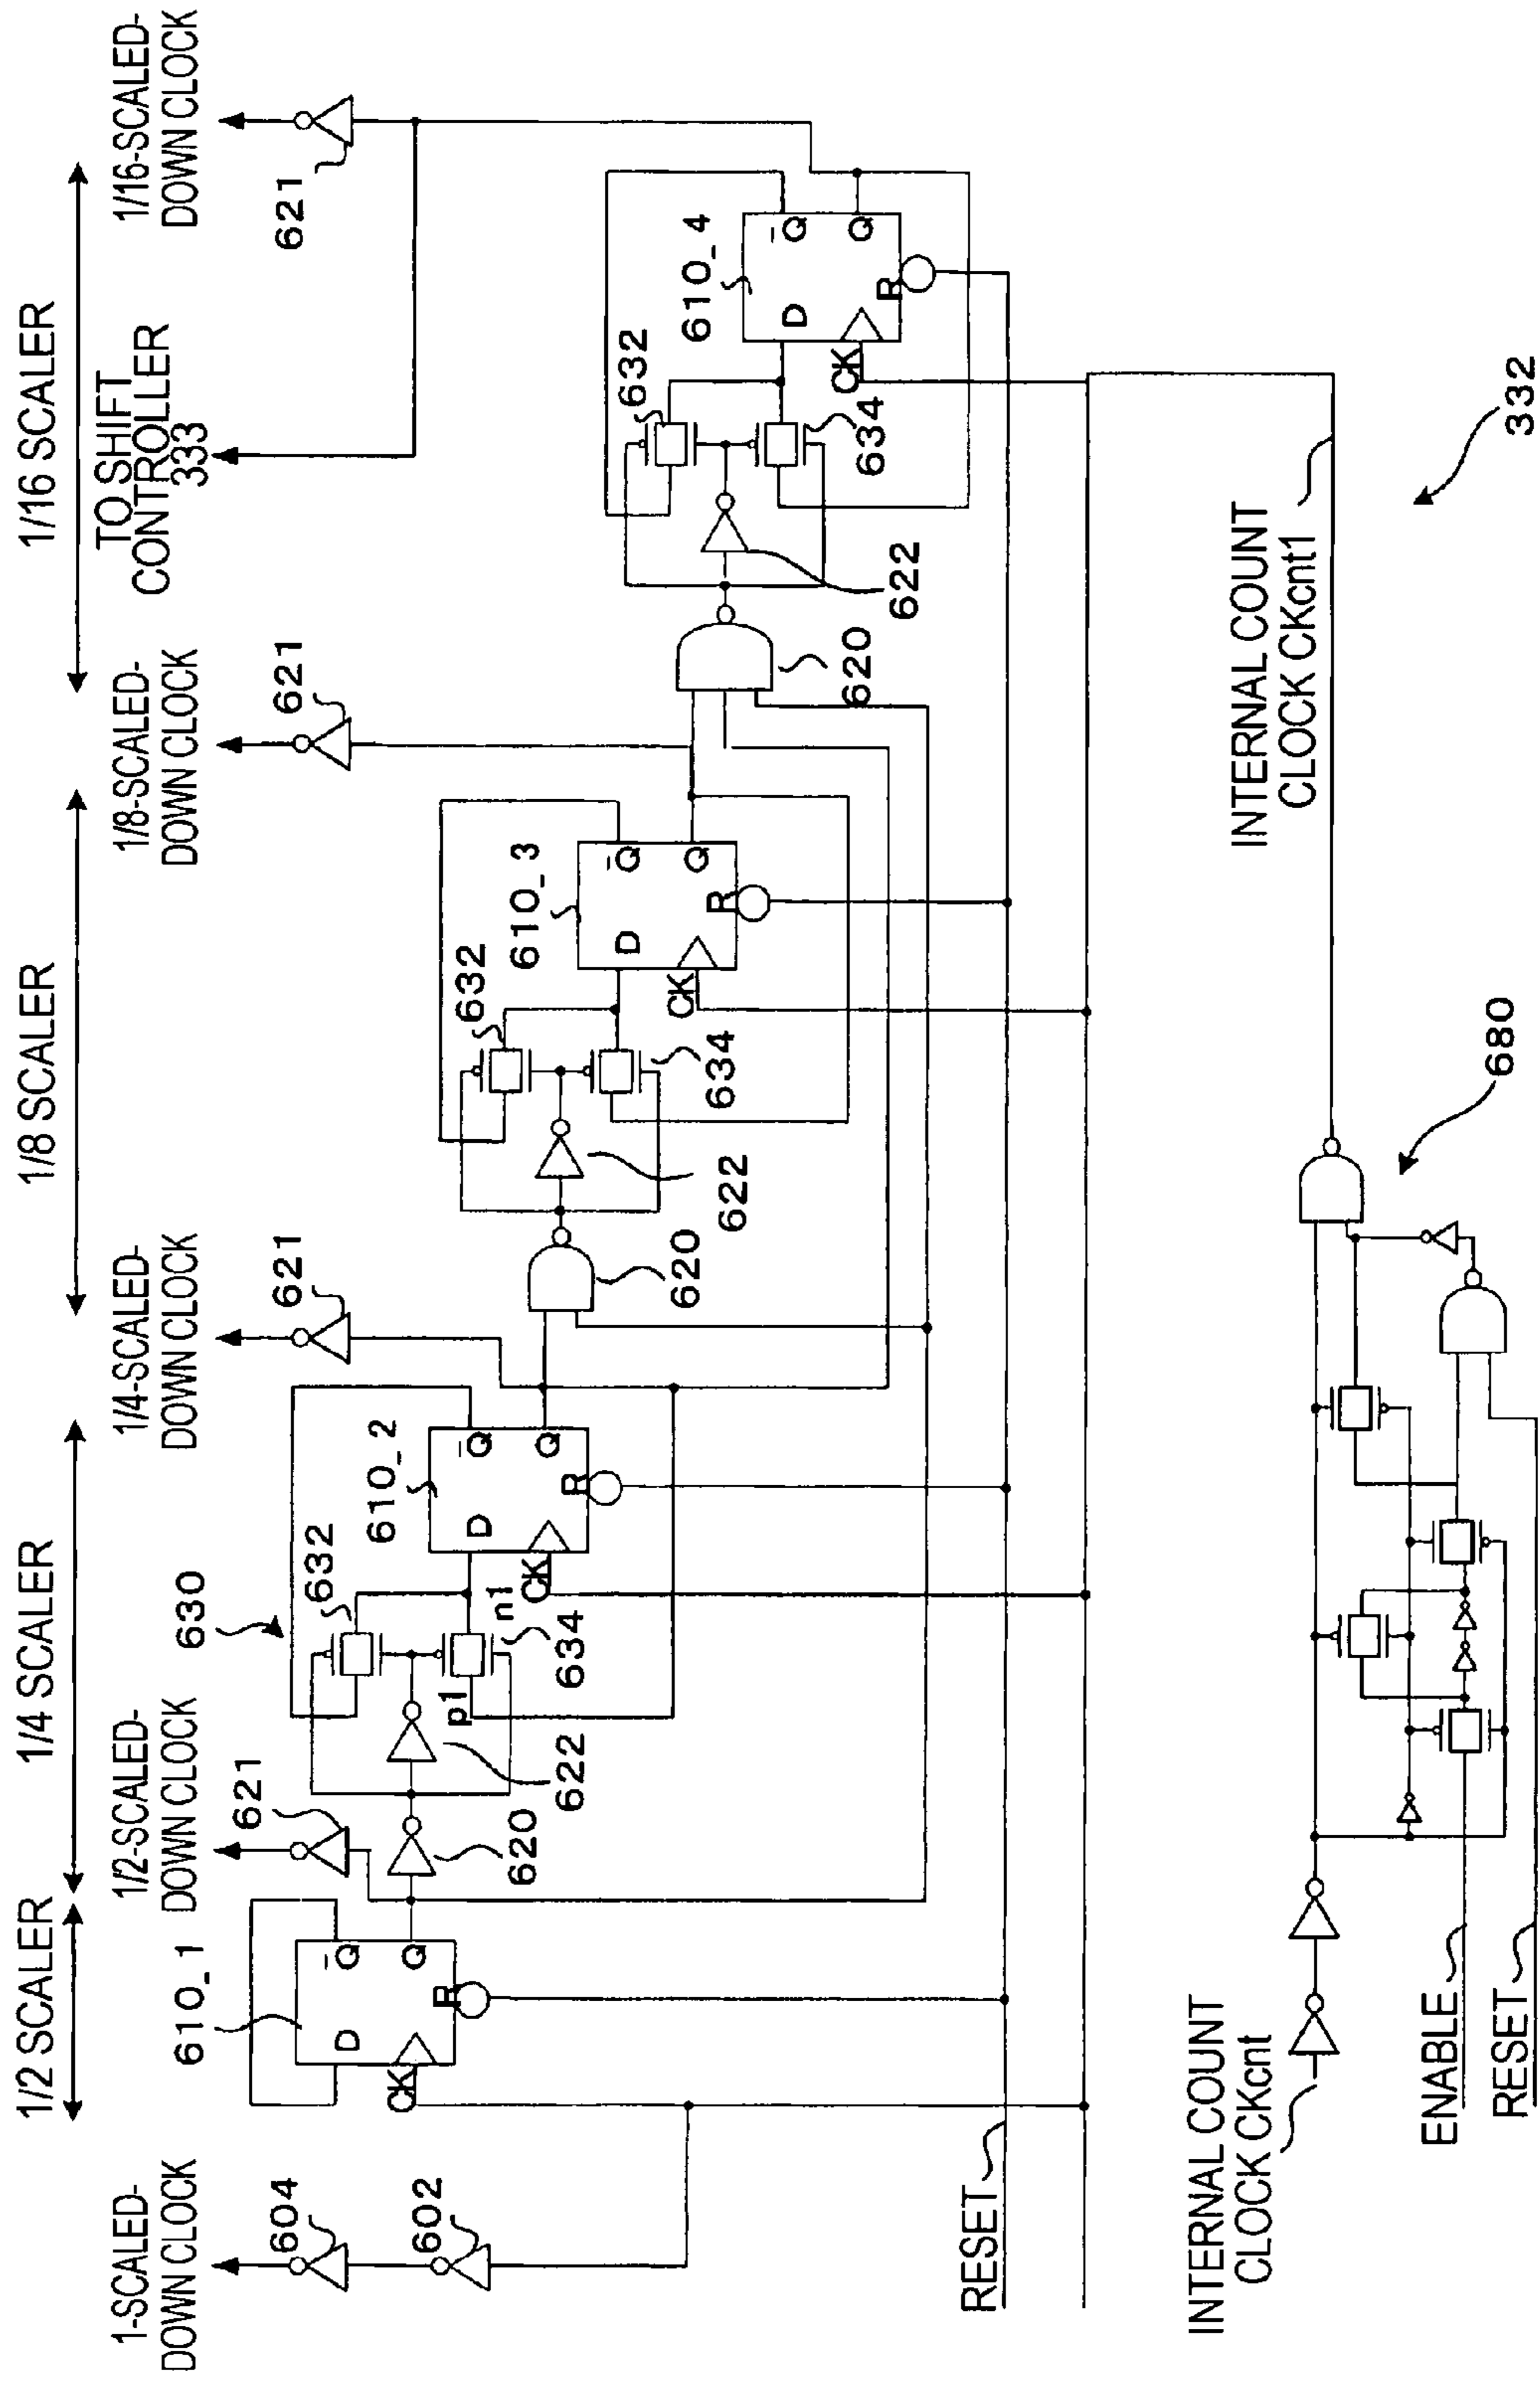 1/2 SCALER
1/4 SCALER
1/8 SCALER
1/16 SCALER
1-SCALED-
DOWN CLOCK
1/2-SCALED-
DOWN CLOCK
1/4-SCALED-
DOWN CLOCK
1/8-SCALED-
DOWN CLOCK
TO SHIFT
CONTROLLER
333
1/16-SCALED-
DOWN CLOCK
604
602
610_1
D
Q
Q
CK
R
621
620
622
630
632
634
p1
n1
610_2
D
Q
Q
CK
R
621
620
622
632
634
610_3
D
Q
Q
CK
R
621
620
622
632
634
610_4
D
Q
Q
CK
R
621
RESET
INTERNAL COUNT
CLOCK CKcnt
ENABLE
RESET
680
INTERNAL COUNT
CLOCK CKcnt1
332